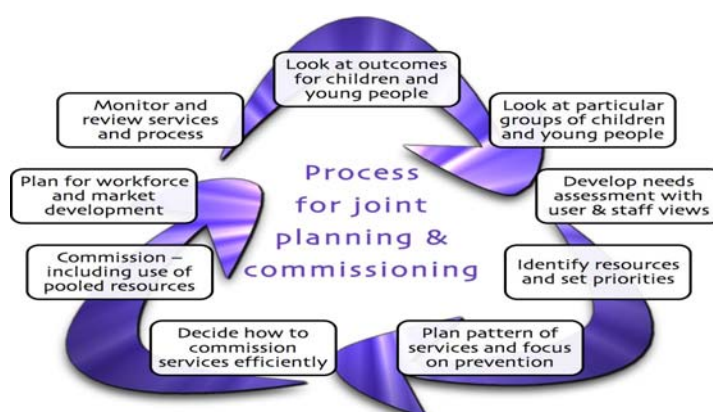 Look at outcomes
for children and
young people
Look at particular
groups of children
and young people
Develop needs
assessment with
user & staff views
Identify resources
and set priorities
Plan pattern of
services and focus
on prevention
Decide how to
commission
services efficiently
Commission –
including use of
pooled resources
Plan for workforce
and market
development
Monitor and
review services
and process
Process
for joint
planning &
commissioning